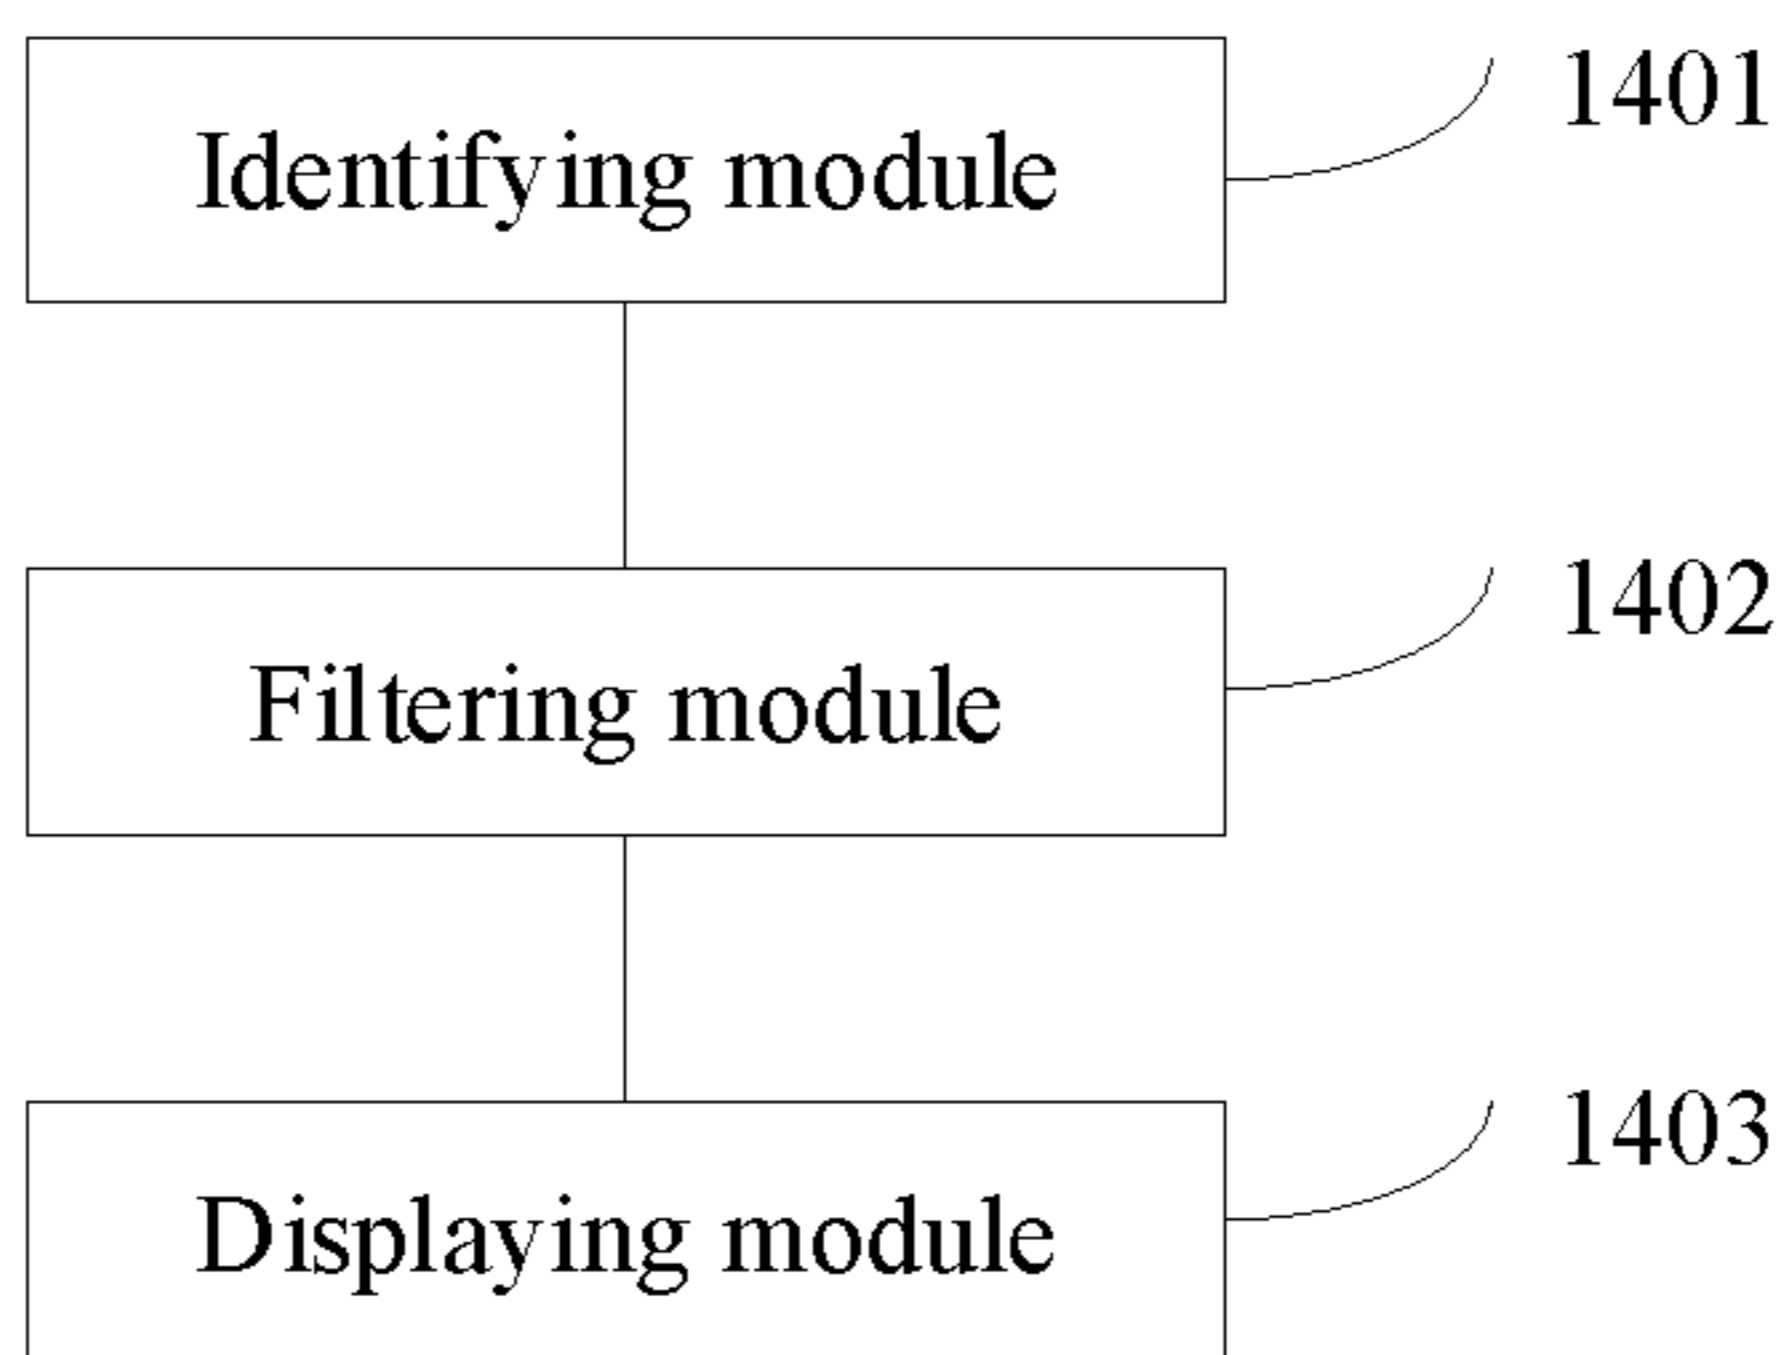 Identifying module
1401
Filtering module
1402
Displaying module
1403